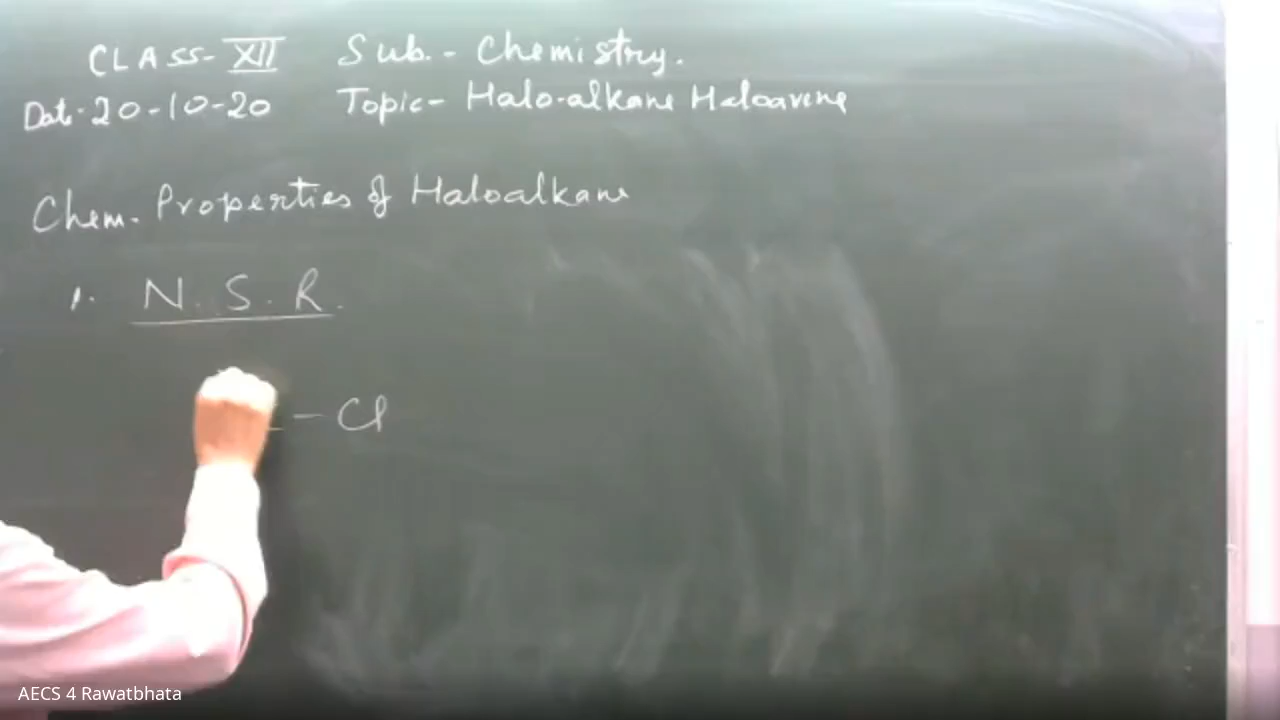 CLASS-XII Sub.- Chemistry.
Date.20-10-20 Topic- Halo-alkane Haloarene
Chem. Properties of Haloalkane
1. N.S.R.
- Cl
AECS 4 Rawatbhata